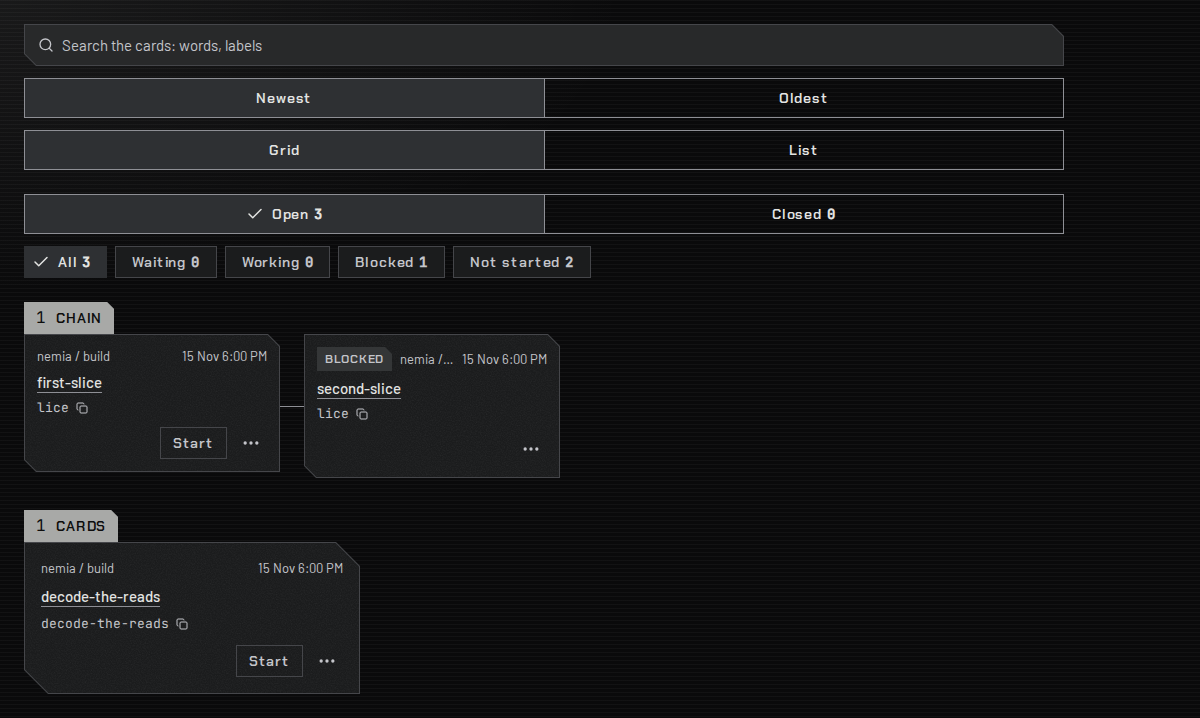 Search the cards: words, labels
Newest Oldest
Grid List
Open 3 Closed 0
All 3 Waiting 0 Working 0 Blocked 1 Not started 2
1 CHAIN
nemia / build 15 Nov 6:00 PM
first-slice
lice
Start
BLOCKED nemia /... 15 Nov 6:00 PM
second-slice
lice
1 CARDS
nemia / build 15 Nov 6:00 PM
decode-the-reads
decode-the-reads
Start